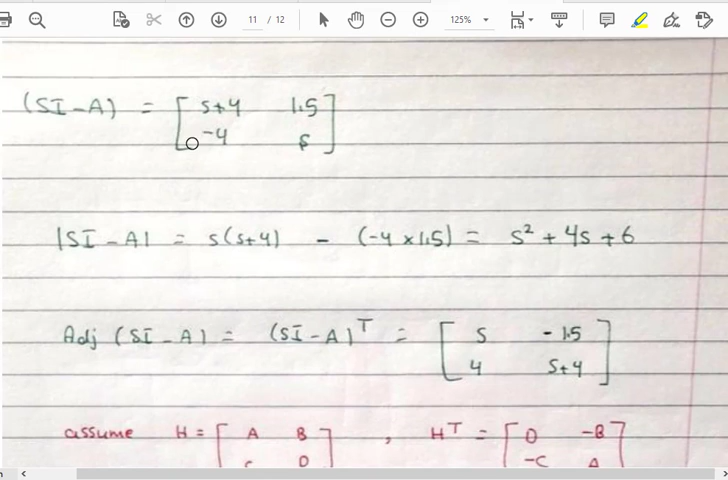 11 / 12 125%
(SI-A) = [ s+4 1.5 ]
[ -4 s ]
|SI-A| = s(s+4) - (-4 x 1.5) = s² + 4s + 6
Adj (SI-A) = (SI-A)ᵀ = [ s -1.5 ]
[ 4 s+4 ]
assume H = [ A B ] , Hᵀ = [ D -B ]
D -C A